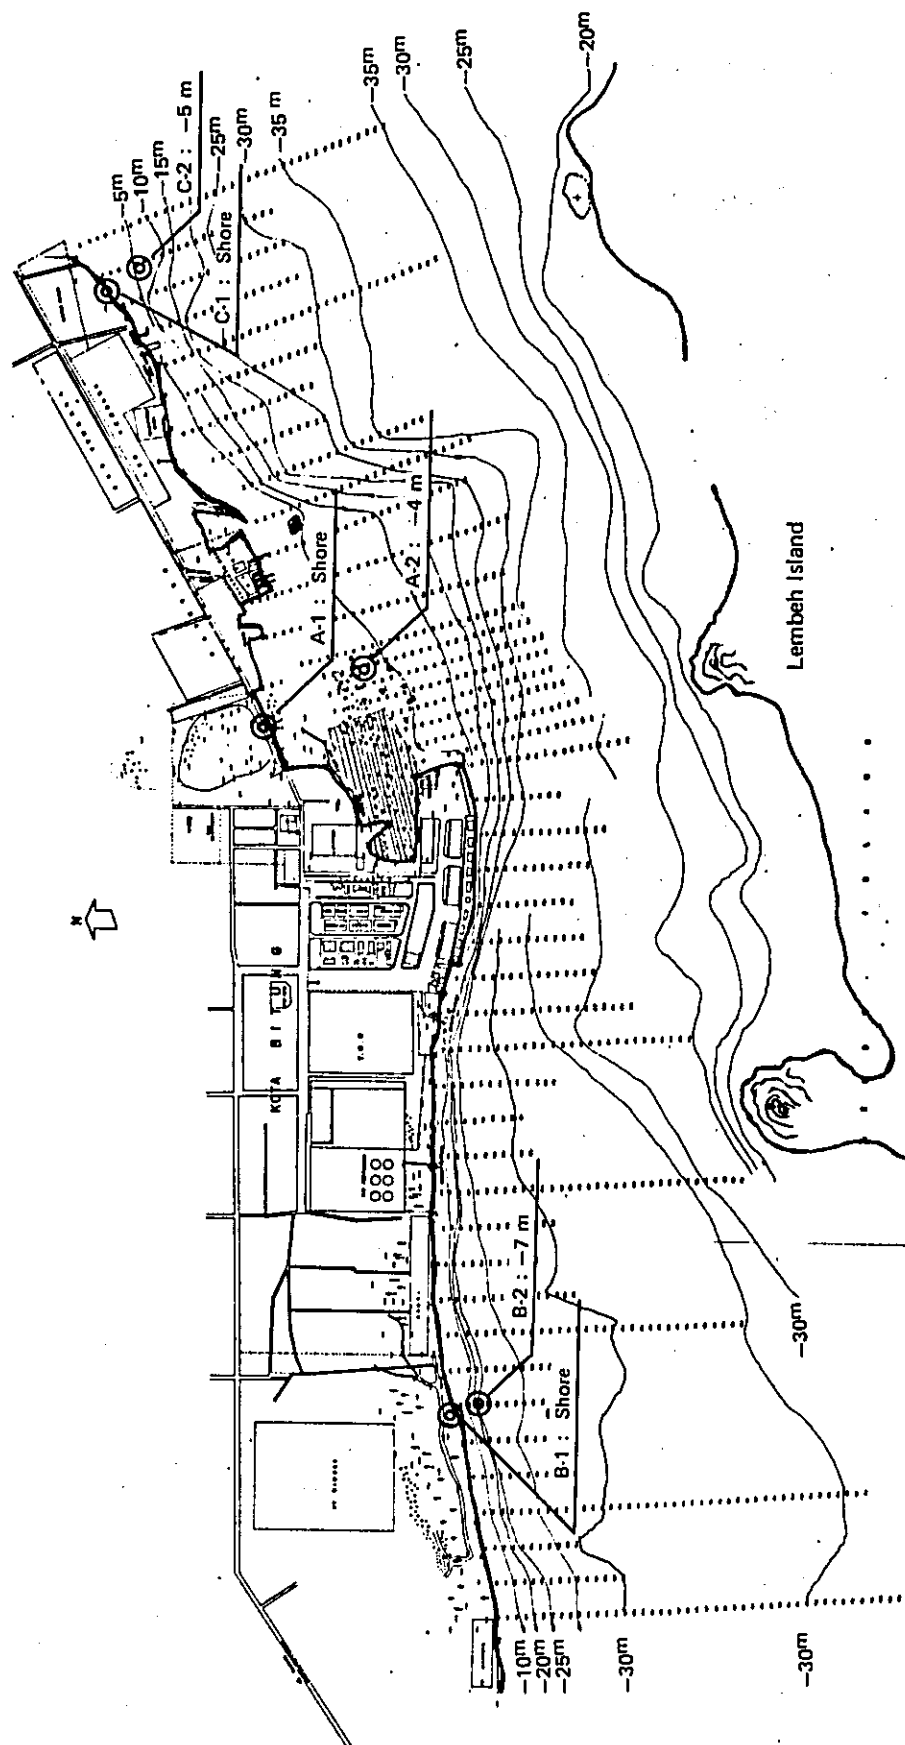 -5m
-10m
-15m
C-2 : -5 m
-25m
-30m
C-1 : Shore
-35 m
-35m
-30m
-25m
-20m
A-1 : Shore
A-2 : -4 m
Lembeh Island
N
KOTA BITUNG
B-2 : -7 m
B-1 : Shore
-30m
-10m
-20m
-25m
-30m
-30m